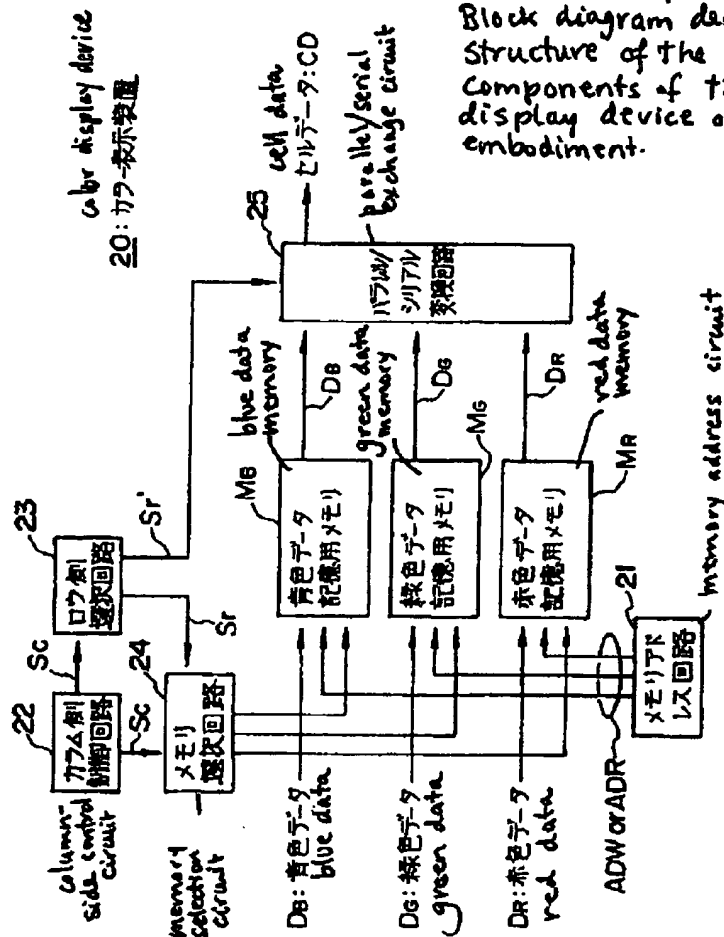 Block diagram
structure of the
components of
display device
embodiment.
color display device
20: カラー表示装置
cell data
セルデータ:CD
parallel/serial
exchange circuit
25
パラレル/
シリアル
変換回路
23
ロウ側
選択回路
Sr'
Sr
Sc
22
カラム側
制御回路
Sc
column-
side control
circuit
24
メモリ
選択回路
memory
selection
circuit
blue data
memory
MB
青色データ
記憶用メモリ
DB
green data
memory
MG
緑色データ
記憶用メモリ
DG
red data
memory
MR
赤色データ
記憶用メモリ
DR
DB: 青色データ
blue data
DG: 緑色データ
green data
DR: 赤色データ
red data
ADW or ADR
21
メモリアド
レス回路
memory address circuit